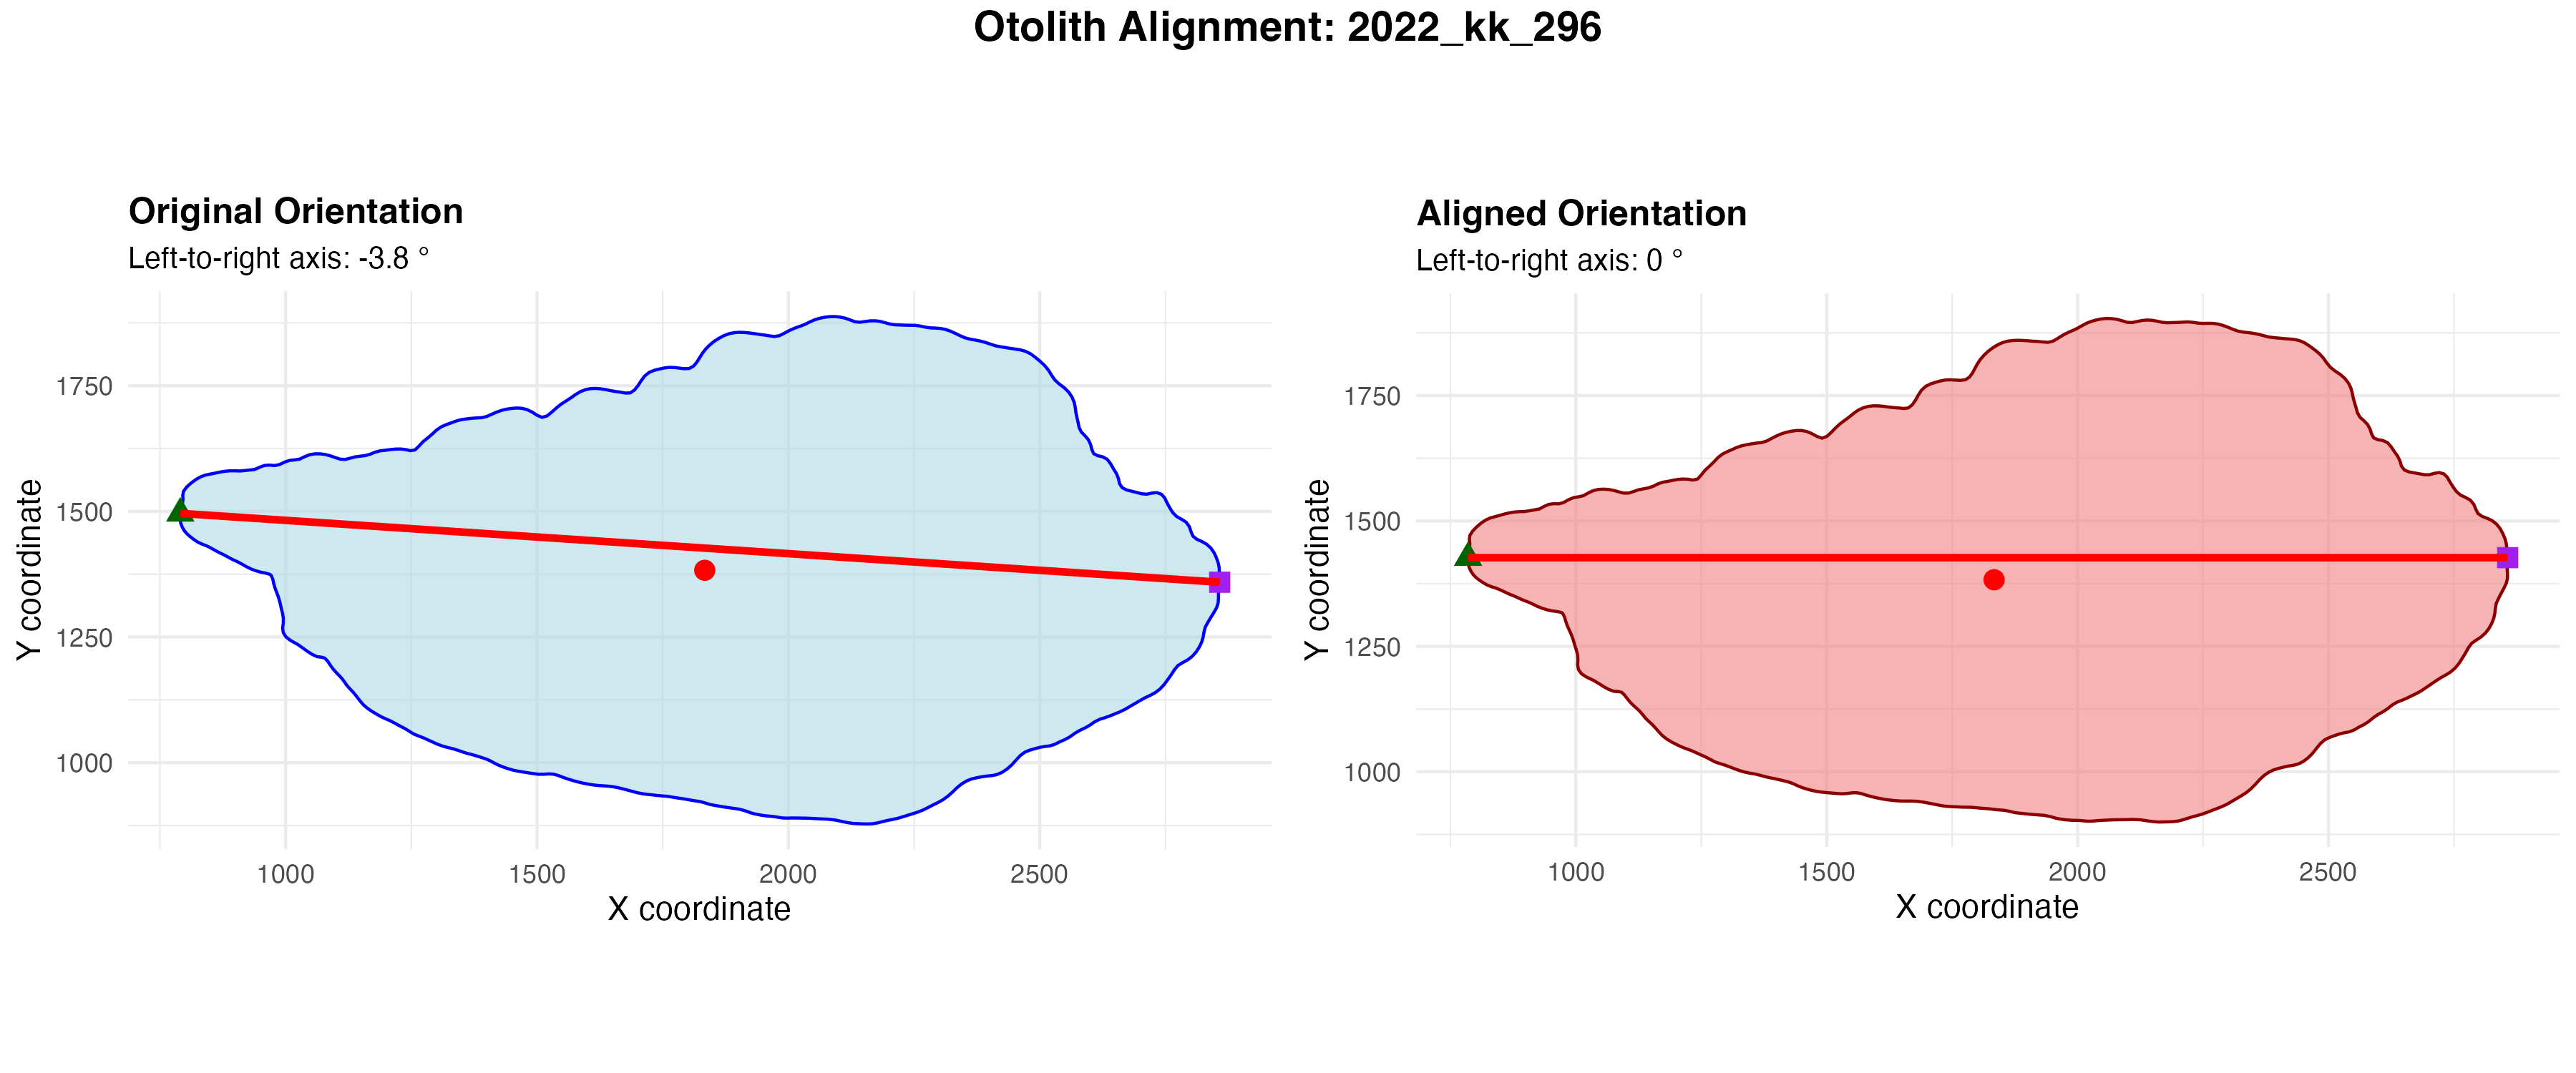 Otolith Alignment: 2022_kk_296
Original Orientation
Left-to-right axis: -3.8 °
Y coordinate
1750
1500
1250
1000
1000 1500 2000 2500
X coordinate
Aligned Orientation
Left-to-right axis: 0 °
Y coordinate
1750
1500
1250
1000
1000 1500 2000 2500
X coordinate